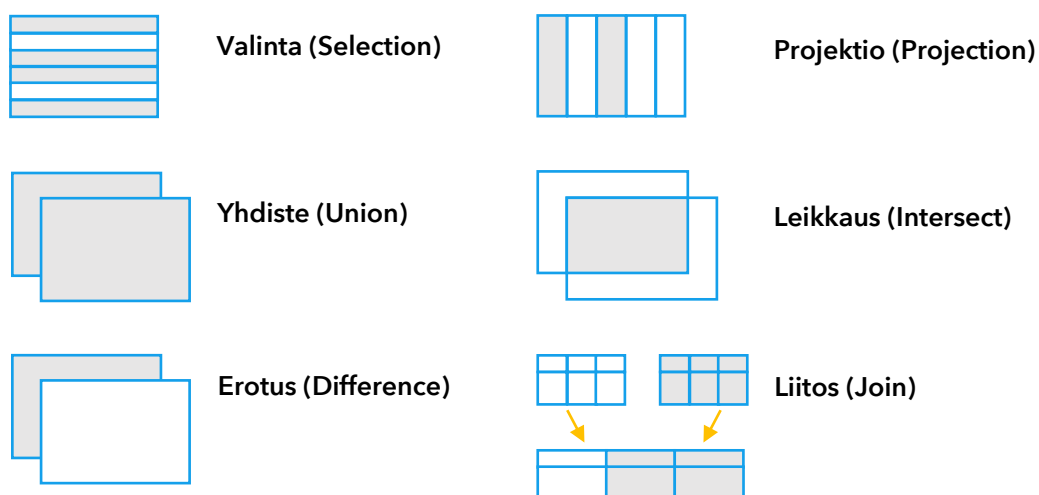 Valinta (Selection)
Projektio (Projection)
Yhdiste (Union)
Leikkaus (Intersect)
Erotus (Difference)
Liitos (Join)